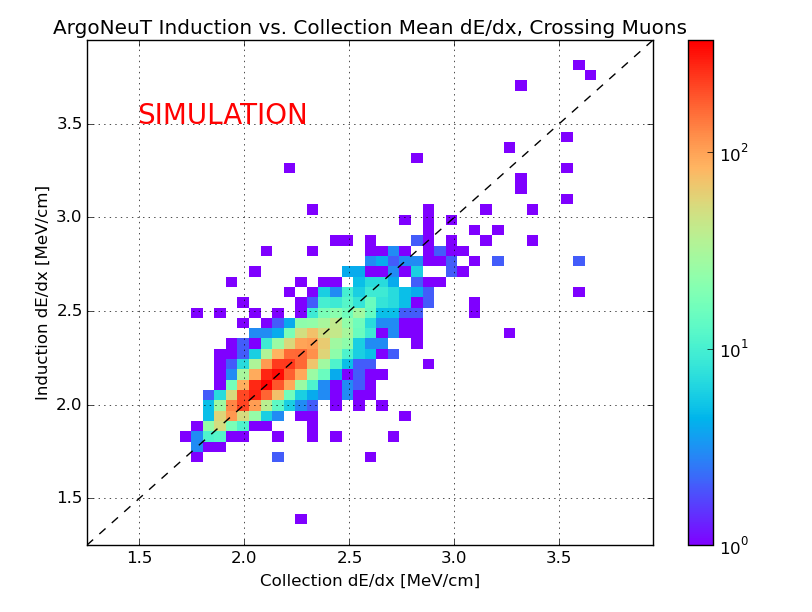 ArgoNeuT Induction vs. Collection Mean dE/dx, Crossing Muons
SIMULATION
Induction dE/dx [MeV/cm]
3.5
3.0
2.5
2.0
1.5
1.5 2.0 2.5 3.0 3.5
Collection dE/dx [MeV/cm]
10²
10¹
10⁰